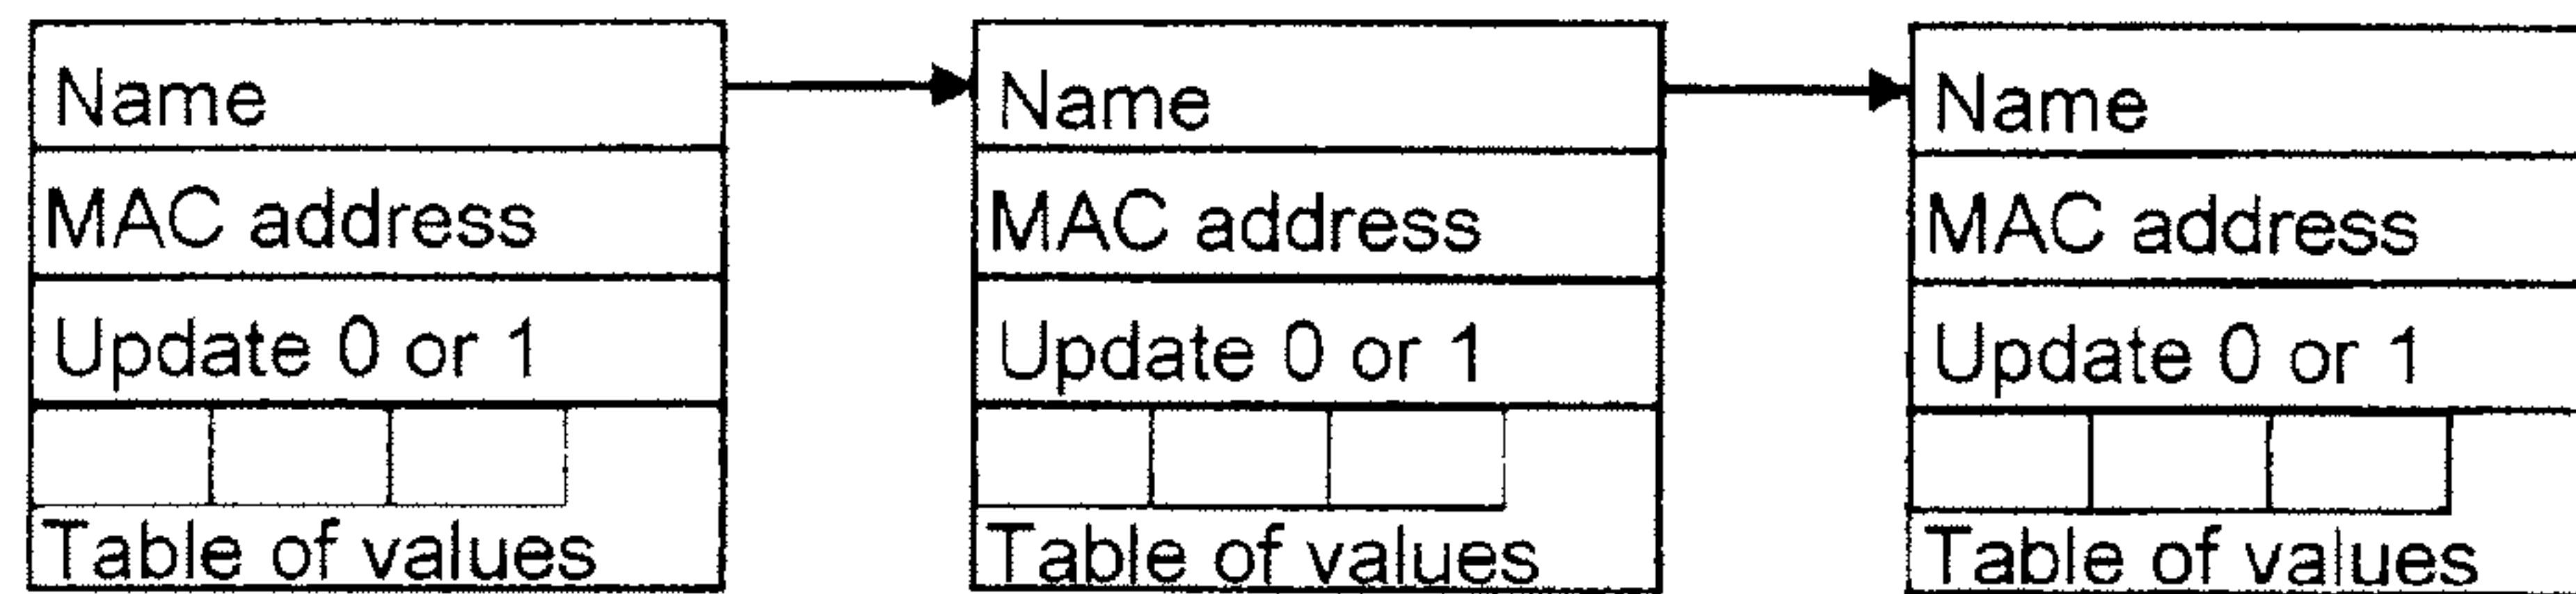 Name
MAC address
Update 0 or 1
Table of values
Name
MAC address
Update 0 or 1
Table of values
Name
MAC address
Update 0 or 1
Table of values